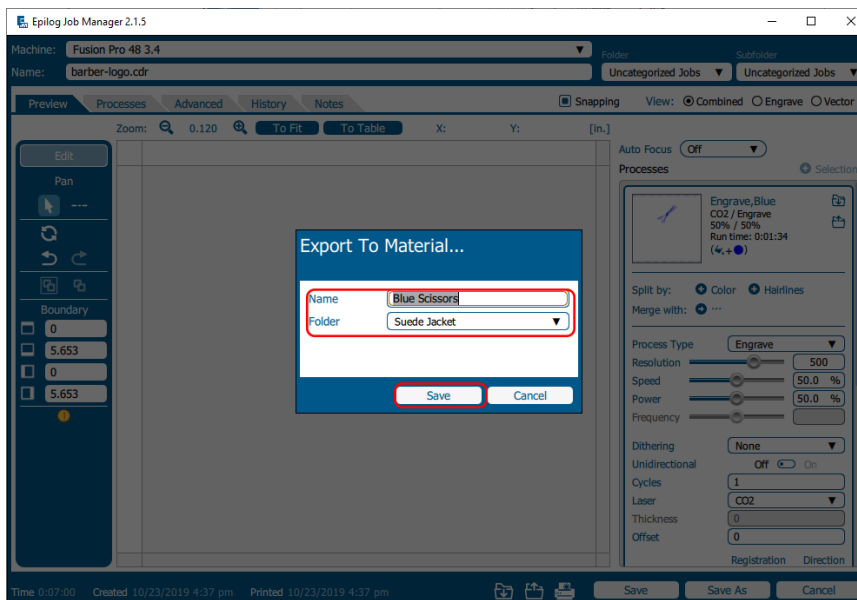 Epilog Job Manager 2.1.5
Machine: Fusion Pro 48 3.4
Folder Subfolder
Name: barber-logo.cdr Uncategorized Jobs Uncategorized Jobs
Preview Processes Advanced History Notes Snapping View: Combined Engrave Vector
Zoom: 0.120 To Fit To Table X: Y: [in.]
Edit
Pan
Boundary
0
5.653
0
5.653
Auto Focus Off
Processes Selection
Engrave,Blue
CO2 / Engrave
50% / 50%
Run time: 0:01:34
Split by: Color Hairlines
Merge with: ...
Process Type Engrave
Resolution 500
Speed 50.0 %
Power 50.0 %
Frequency
Dithering None
Unidirectional Off On
Cycles 1
Laser CO2
Thickness 0
Offset 0
Registration Direction
Export To Material...
Name Blue Scissors
Folder Suede Jacket
Save Cancel
Time 0:07:00 Created 10/23/2019 4:37 pm Printed 10/23/2019 4:37 pm Save Save As Cancel